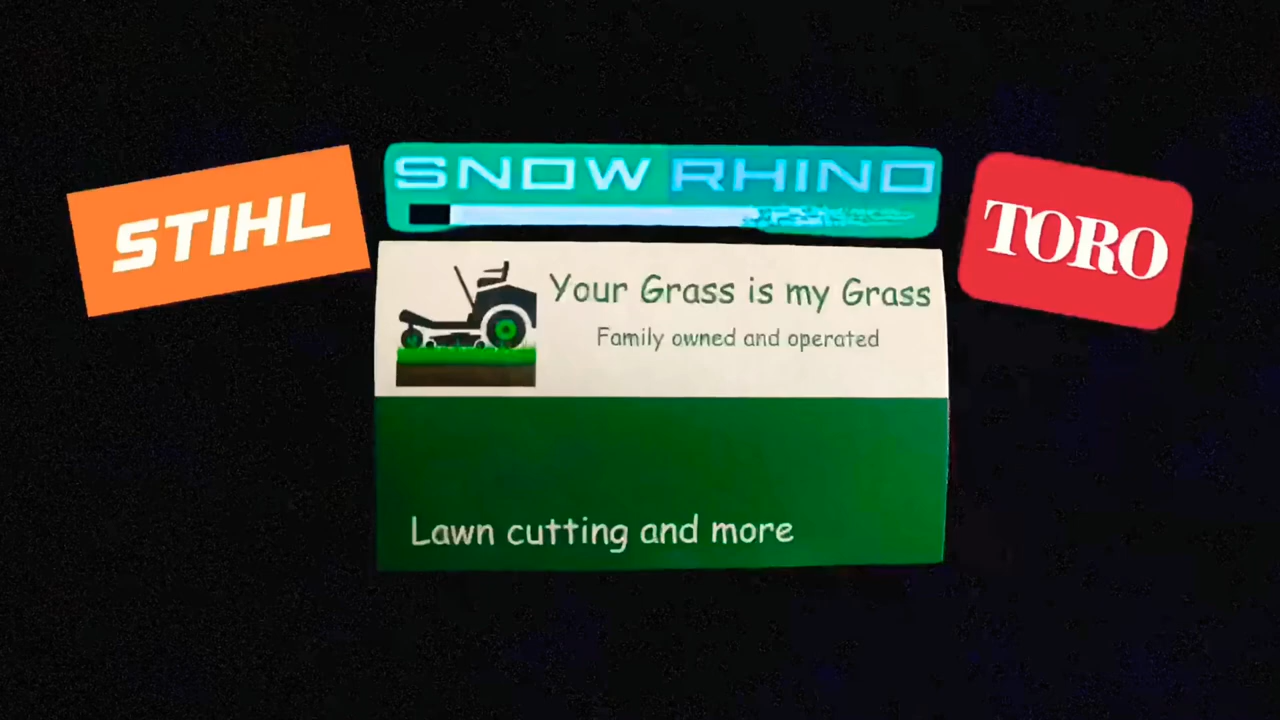 SNOW RHINO
STIHL
TORO
Your Grass is my Grass
Family owned and operated
Lawn cutting and more